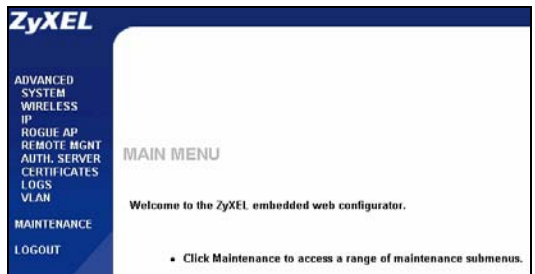 ZyXEL
ADVANCED
SYSTEM
WIRELESS
IP
ROGUE AP
REMOTE MGNT
AUTH. SERVER
CERTIFICATES
LOGS
VLAN
MAINTENANCE
LOGOUT
MAIN MENU
Welcome to the ZyXEL embedded web configurator.
• Click Maintenance to access a range of maintenance submenus.